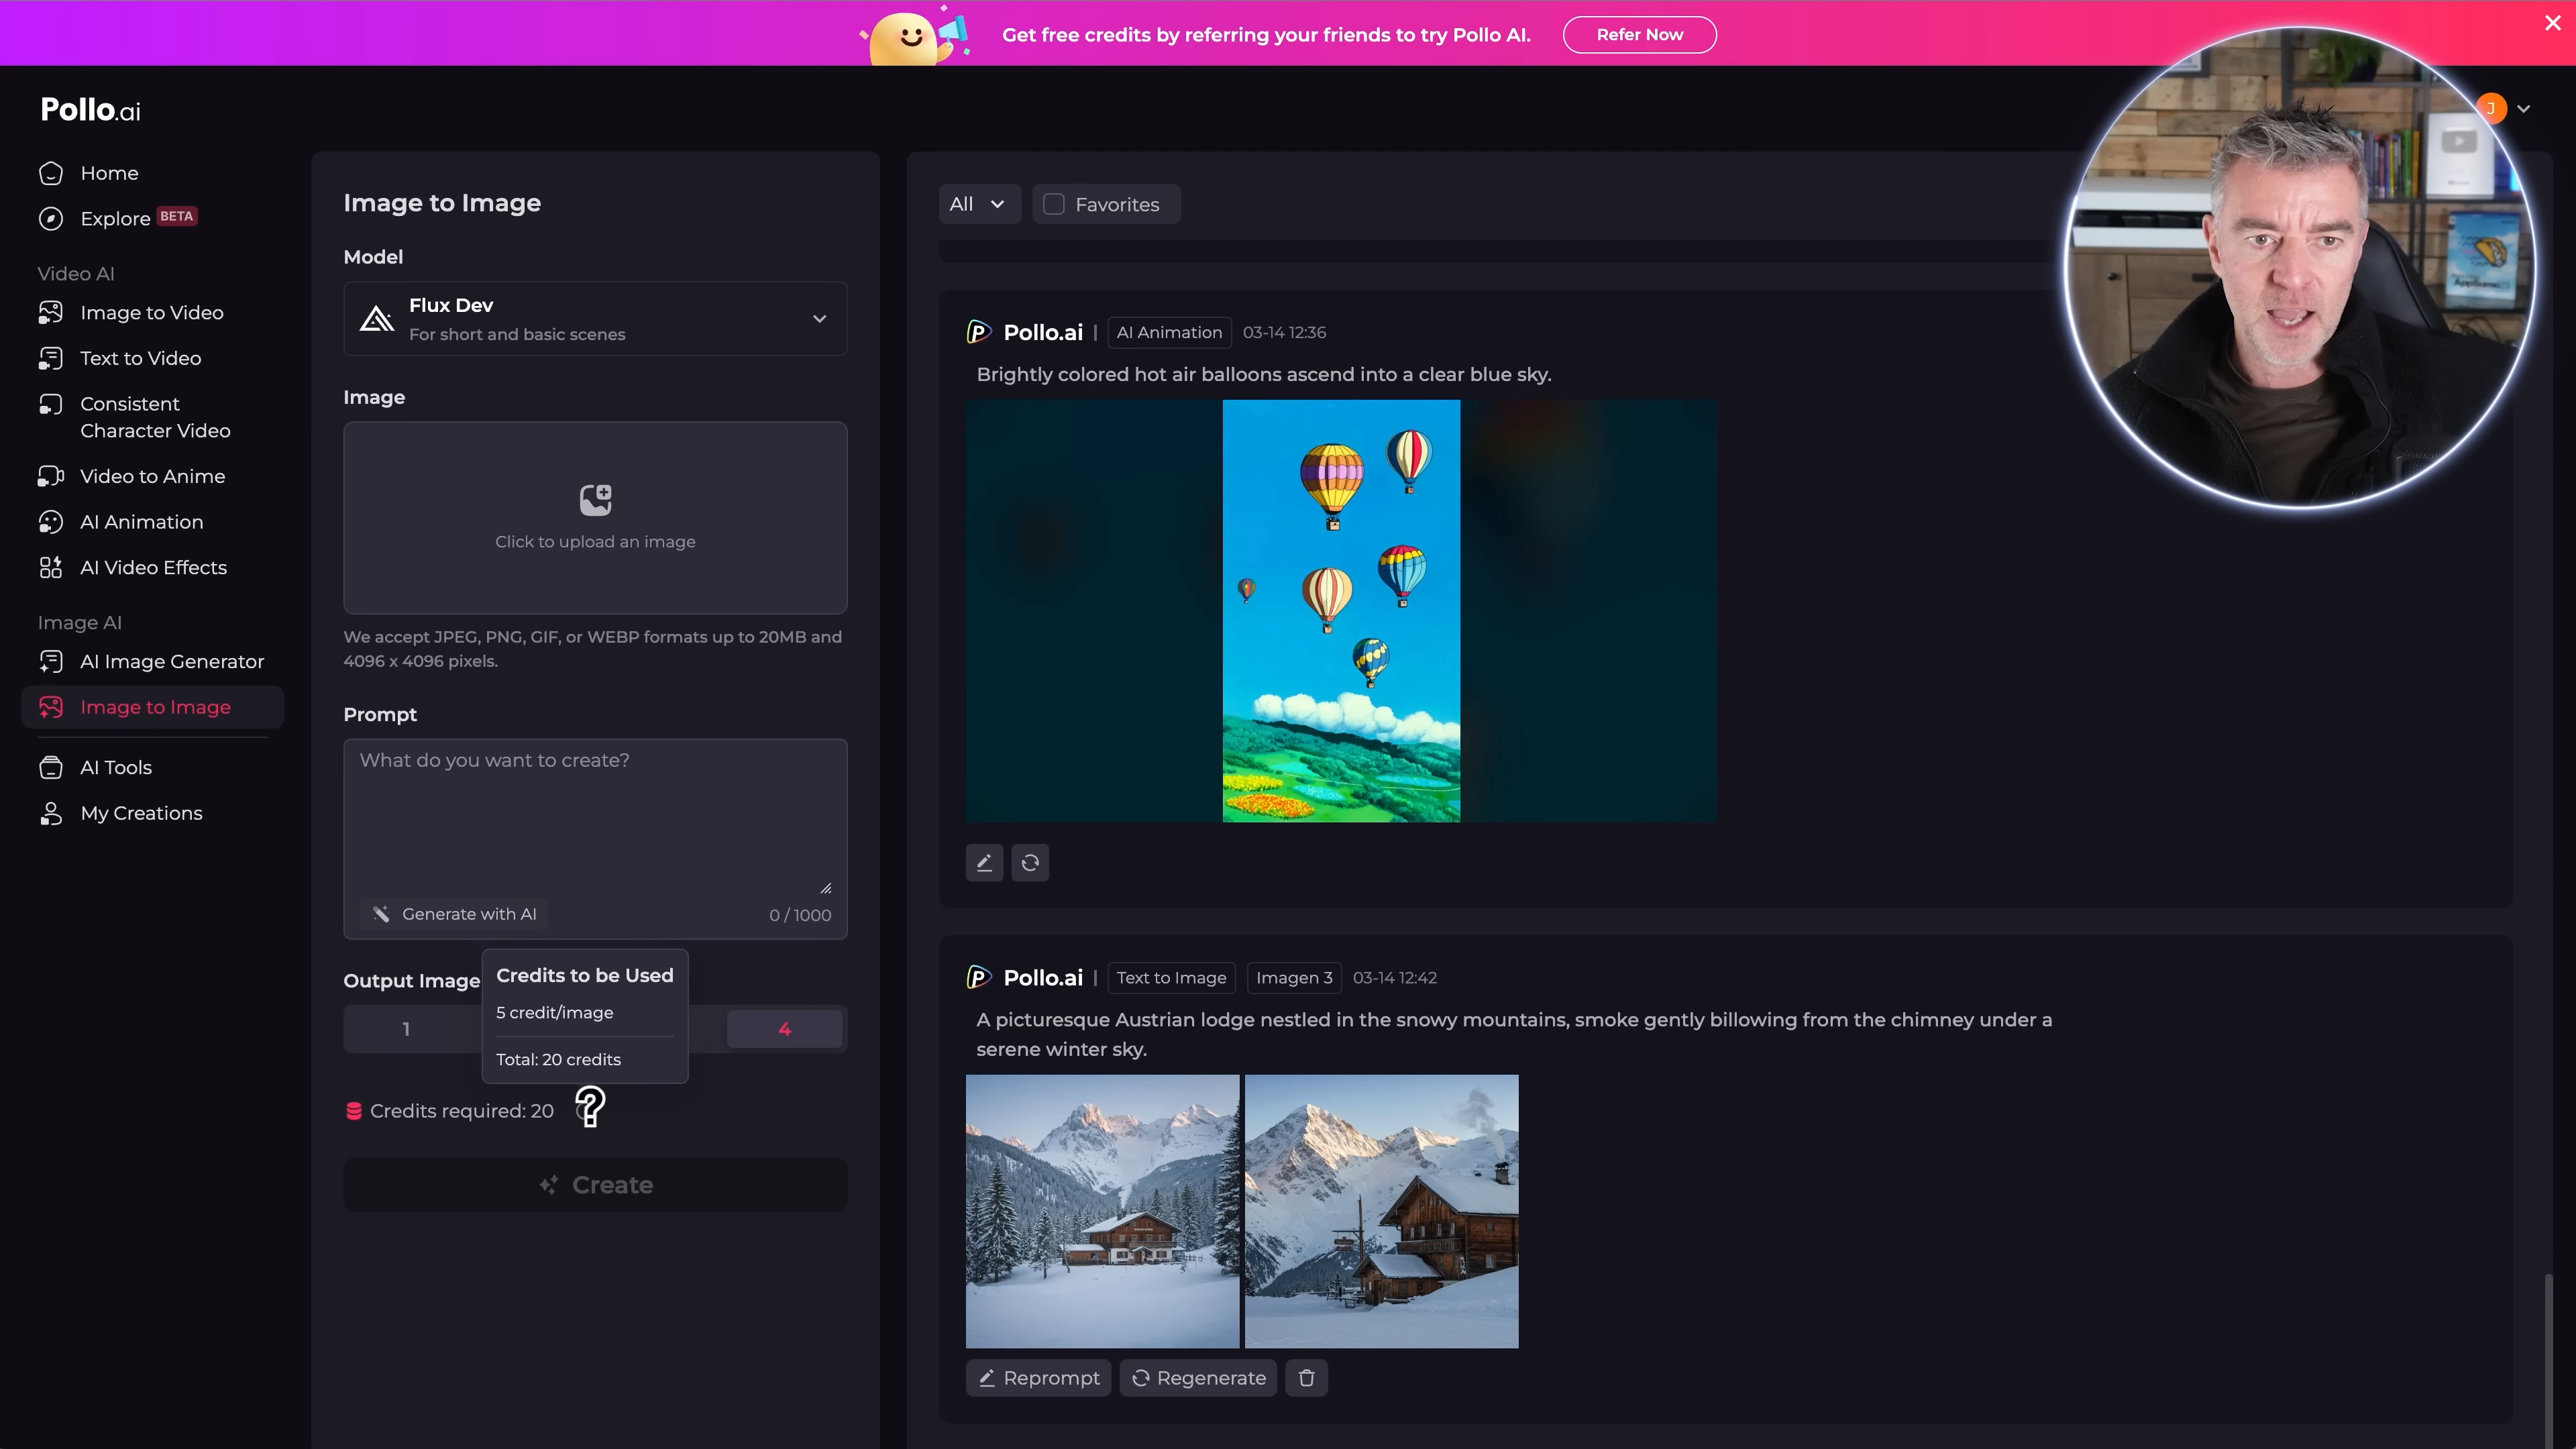 Get free credits by referring your friends to try Pollo AI.
Refer Now
Pollo.ai
J
Home
Explore BETA
Video AI
Image to Video
Text to Video
Consistent
Character Video
Video to Anime
AI Animation
AI Video Effects
Image AI
AI Image Generator
Image to Image
AI Tools
My Creations
Image to Image
Model
Flux Dev
For short and basic scenes
Image
Click to upload an image
We accept JPEG, PNG, GIF, or WEBP formats up to 20MB and
4096 x 4096 pixels.
Prompt
What do you want to create?
Generate with AI
0 / 1000
Output Image
Credits to be Used
5 credit/image
Total: 20 credits
1
4
Credits required: 20
Create
All
Favorites
Pollo.ai | AI Animation 03-14 12:36
Brightly colored hot air balloons ascend into a clear blue sky.
Pollo.ai | Text to Image Imagen 3 03-14 12:42
A picturesque Austrian lodge nestled in the snowy mountains, smoke gently billowing from the chimney under a
serene winter sky.
Reprompt
Regenerate